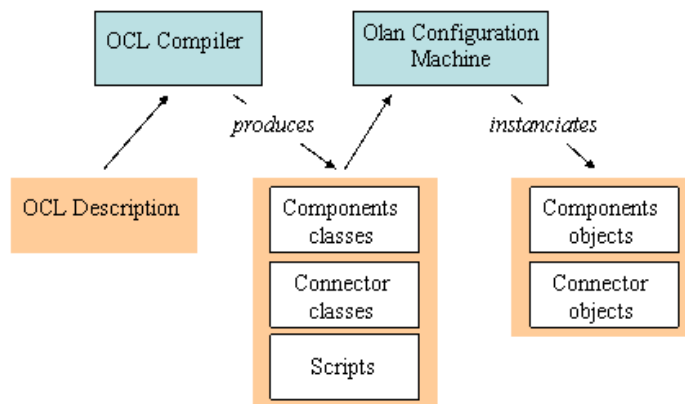 OCL Compiler
Olan Configuration
Machine
produces
instanciates
OCL Description
Components
classes
Connector
classes
Scripts
Components
objects
Connector
objects